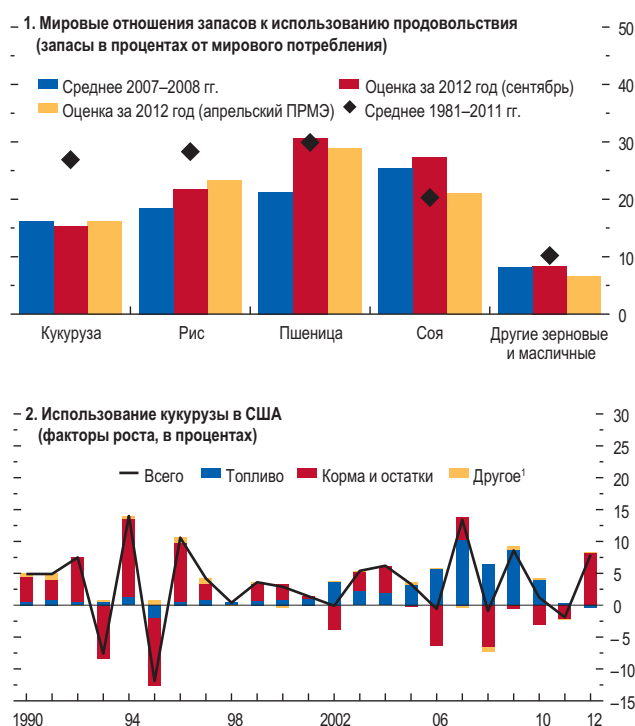 1. Мировые отношения запасов к использованию продовольствия
(запасы в процентах от мирового потребления)
Среднее 2007–2008 гг.
Оценка за 2012 год (сентябрь)
Оценка за 2012 год (апрельский ПРМЭ)
Среднее 1981–2011 гг.
50
40
30
20
10
0
Кукуруза
Рис
Пшеница
Соя
Другие зерновые
и масличные
2. Использование кукурузы в США
(факторы роста, в процентах)
Всего
Топливо
Корма и остатки
Другое¹
30
25
20
15
10
5
0
–5
–10
–15
1990
94
98
2002
06
10
12